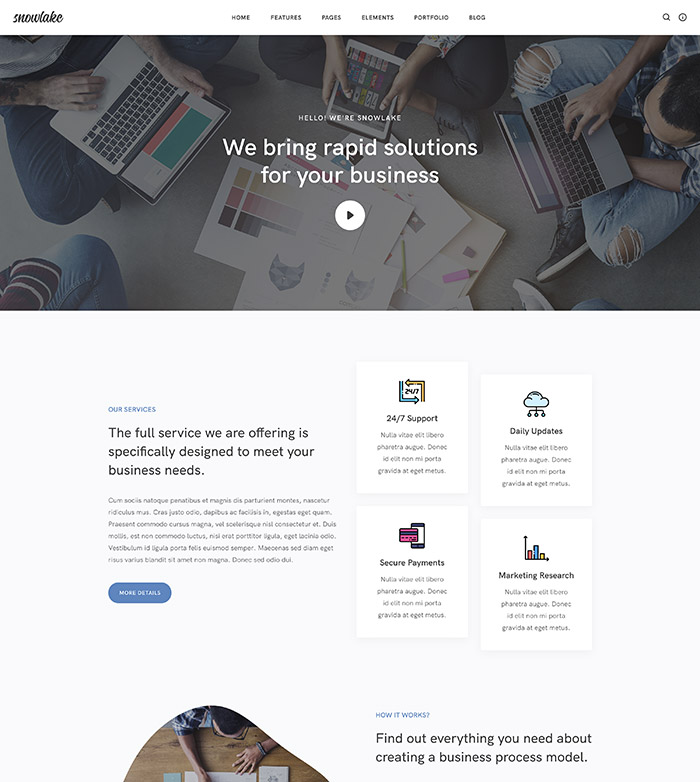 snowlake
HOME FEATURES PAGES ELEMENTS PORTFOLIO BLOG
HELLO! WE'RE SNOWLAKE
We bring rapid solutions
for your business
OUR SERVICES
The full service we are offering is
specifically designed to meet your
business needs.
Cum sociis natoque penatibus et magnis dis parturient montes, nascetur
ridiculus mus. Cras justo odio, dapibus ac facilisis in, egestas eget quam.
Praesent commodo cursus magna, vel scelerisque nisl consectetur et. Duis
mollis, est non commodo luctus, nisi erat porttitor ligula, eget lacinia odio.
Vestibulum id ligula porta felis euismod semper. Maecenas sed diam eget
risus varius blandit sit amet non magna. Donec sed odio dui.
MORE DETAILS
24/7
24/7 Support
Nulla vitae elit libero
pharetra augue. Donec
id elit non mi porta
gravida at eget metus.
Daily Updates
Nulla vitae elit libero
pharetra augue. Donec
id elit non mi porta
gravida at eget metus.
Secure Payments
Nulla vitae elit libero
pharetra augue. Donec
id elit non mi porta
gravida at eget metus.
Marketing Research
Nulla vitae elit libero
pharetra augue. Donec
id elit non mi porta
gravida at eget metus.
HOW IT WORKS?
Find out everything you need about
creating a business process model.